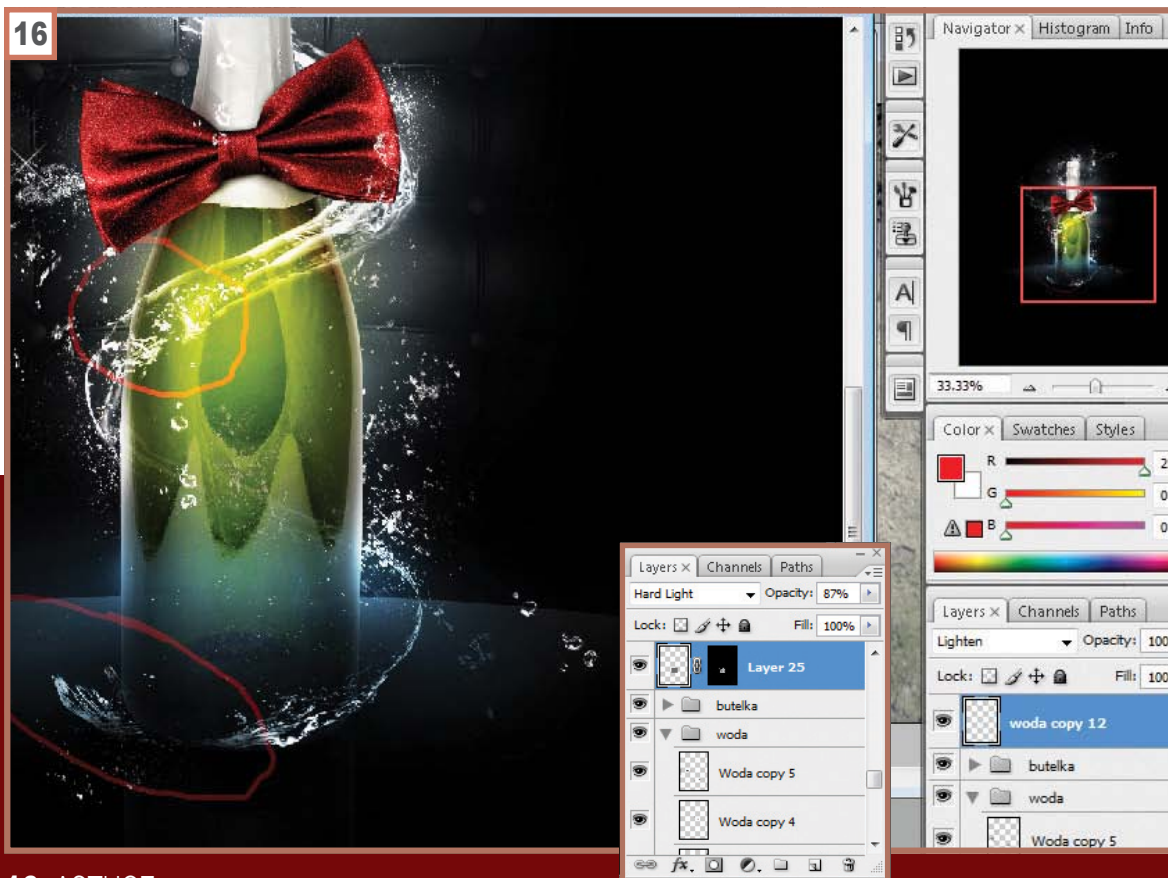 16
Navigator × Histogram Info
33.33%
Color × Swatches Styles
R 2
G 0
B 0
Layers × Channels Paths
Lighten Opacity: 100
Lock: Fill: 100
woda copy 12
butelka
woda
Woda copy 5
Layers × Channels Paths
Hard Light Opacity: 87%
Lock: Fill: 100%
Layer 25
butelka
woda
Woda copy 5
Woda copy 4
fx.